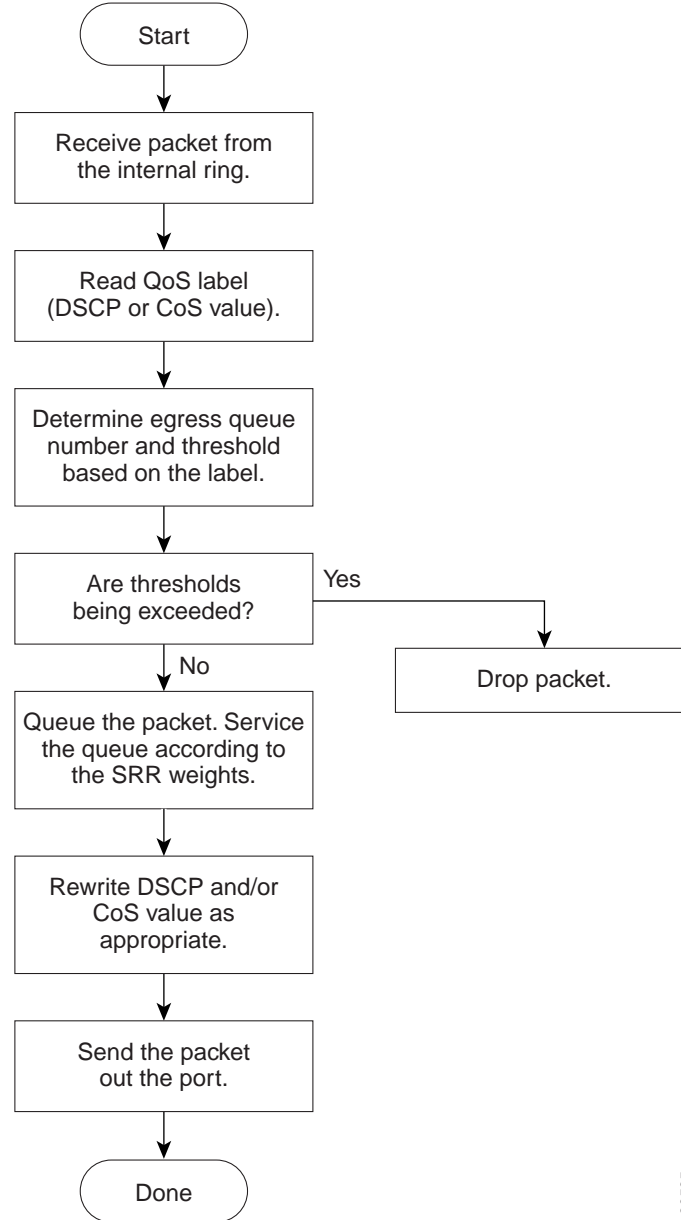 Start
Receive packet from
the internal ring.
Read QoS label
(DSCP or CoS value).
Determine egress queue
number and threshold
based on the label.
Are thresholds
being exceeded?
Yes
No
Drop packet.
Queue the packet. Service
the queue according to
the SRR weights.
Rewrite DSCP and/or
CoS value as
appropriate.
Send the packet
out the port.
Done